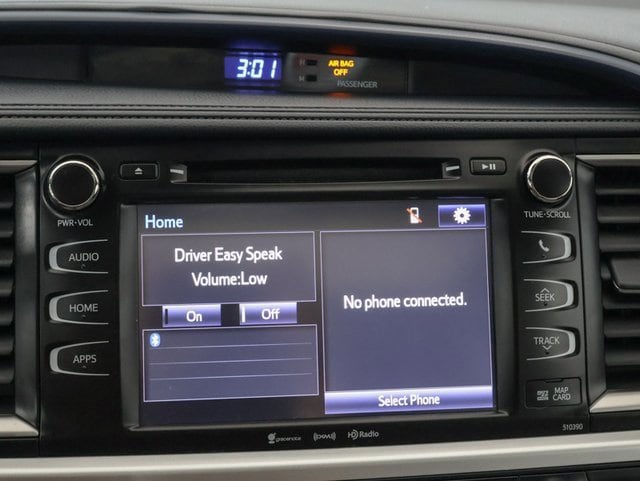 3:01
H
M
AIR BAG
OFF
PASSENGER
PWR•VOL
TUNE•SCROLL
AUDIO
HOME
APPS
SEEK
TRACK
MAP
CARD
Home
Driver Easy Speak
Volume:Low
On Off
No phone connected.
Select Phone
gracenote
HD Radio
510390